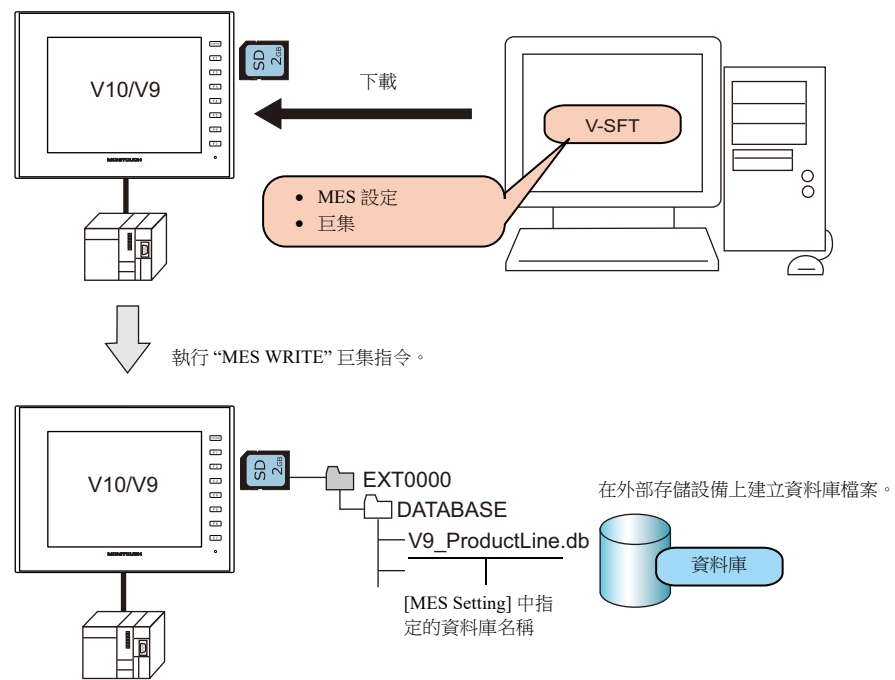 V10/V9
SD
2GB
MONITOUCH
下載
V-SFT
• MES 設定
• 巨集
執行 “MES WRITE” 巨集指令。
V10/V9
SD
2GB
MONITOUCH
EXT0000
DATABASE
V9_ProductLine.db
[MES Setting] 中指
定的資料庫名稱
在外部存儲設備上建立資料庫檔案。
資料庫